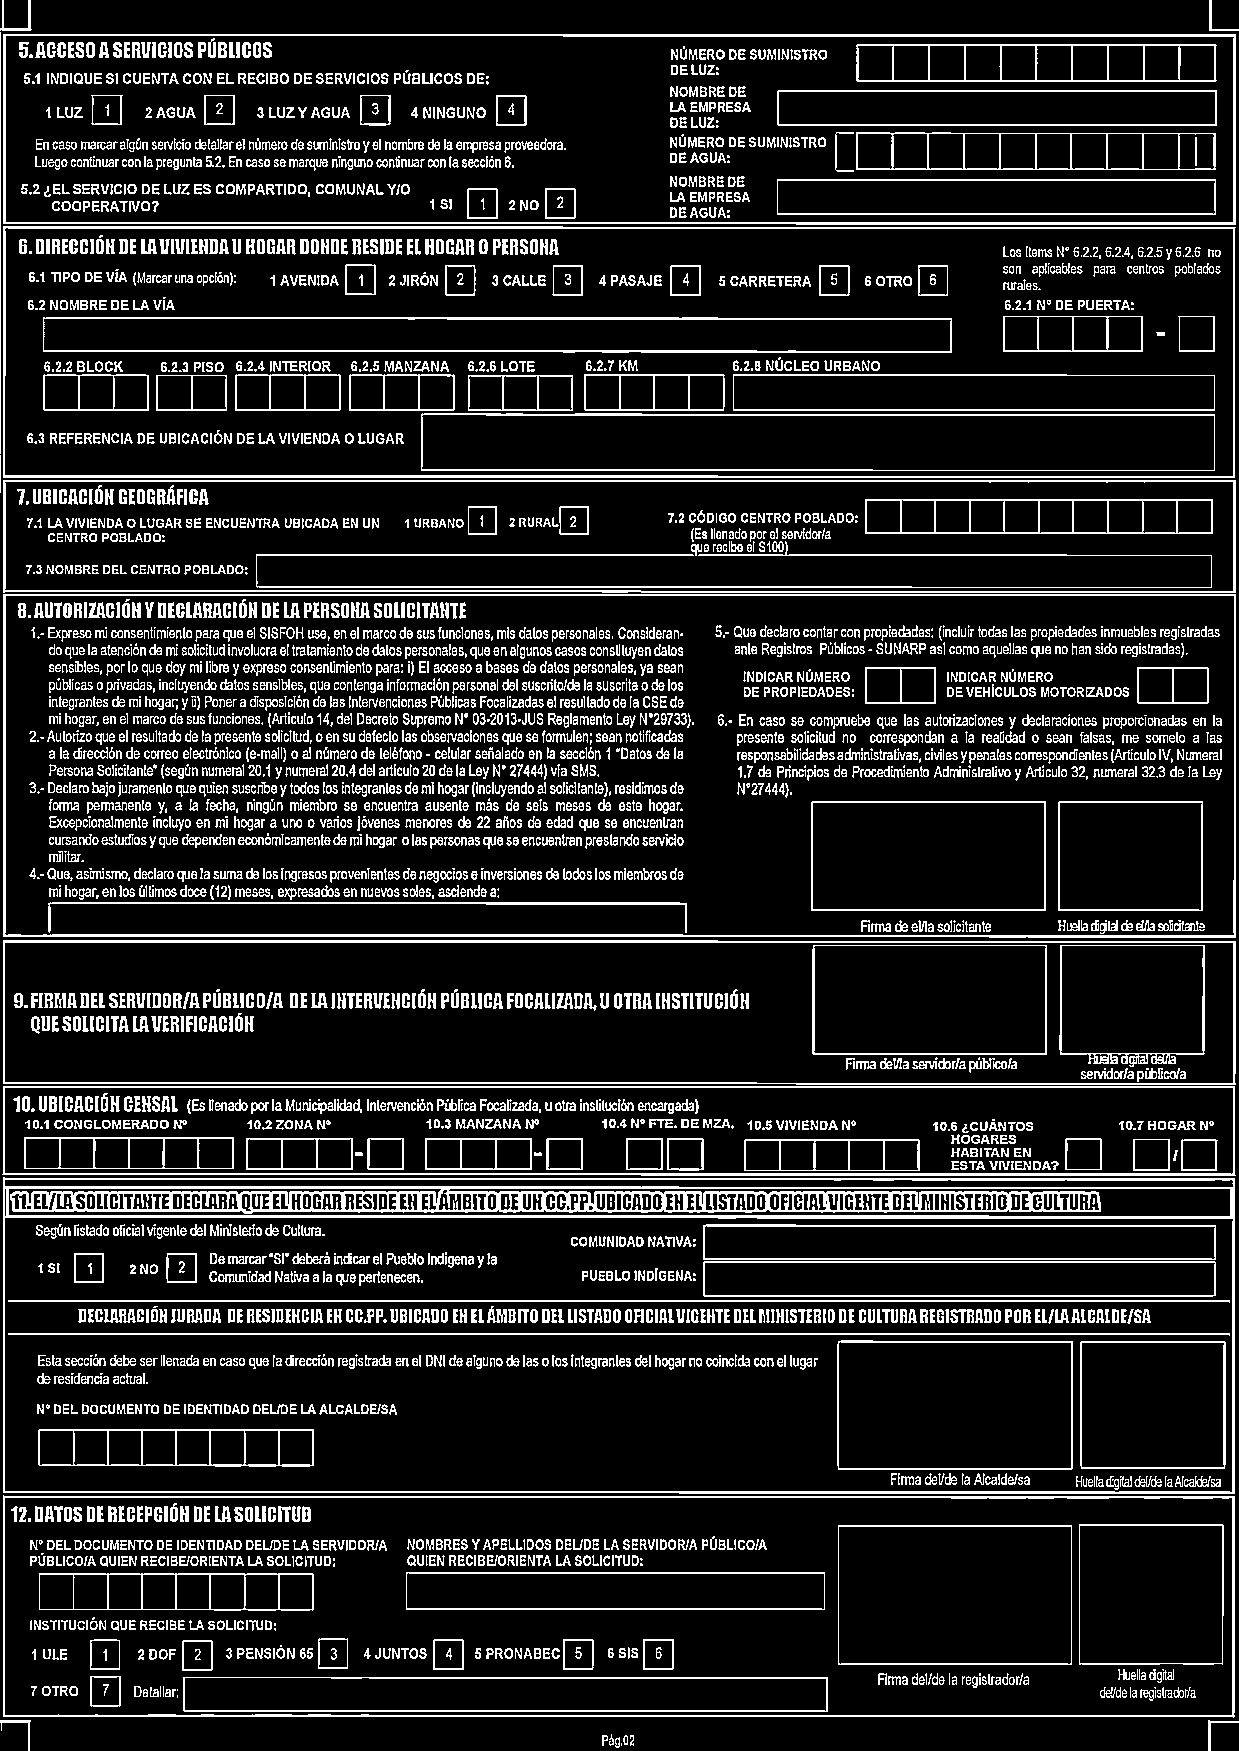 5. ACCESO A SERVICIOS PÚBLICOS
5.1 INDIQUE SI CUENTA CON EL RECIBO DE SERVICIOS PÚBLICOS DE:
1 LUZ 1 2 AGUA 2 3 LUZ Y AGUA 3 4 NINGUNO 4
En caso marcar algún servicio detallar el número de suministro y el nombre de la empresa proveedora.
Luego continuar con la pregunta 5.2. En caso se marque ninguno continuar con la sección 6.
5.2 ¿EL SERVICIO DE LUZ ES COMPARTIDO, COMUNAL Y/O
COOPERATIVO? 1 SI 1 2 NO 2
NÚMERO DE SUMINISTRO
DE LUZ:
NOMBRE DE
LA EMPRESA
DE LUZ:
NÚMERO DE SUMINISTRO
DE AGUA:
NOMBRE DE
LA EMPRESA
DE AGUA:
6. DIRECCIÓN DE LA VIVIENDA U HOGAR DONDE RESIDE EL HOGAR O PERSONA
6.1 TIPO DE VÍA (Marcar una opción): 1 AVENIDA 1 2 JIRÓN 2 3 CALLE 3 4 PASAJE 4 5 CARRETERA 5 6 OTRO 6
Los ítems N° 6.2.2, 6.2.4, 6.2.5 y 6.2.6 no
son aplicables para centros poblados
rurales.
6.2 NOMBRE DE LA VÍA
6.2.1 N° DE PUERTA:
-
6.2.2 BLOCK 6.2.3 PISO 6.2.4 INTERIOR 6.2.5 MANZANA 6.2.6 LOTE 6.2.7 KM 6.2.8 NÚCLEO URBANO
6.3 REFERENCIA DE UBICACIÓN DE LA VIVIENDA O LUGAR
7. UBICACIÓN GEOGRÁFICA
7.1 LA VIVIENDA O LUGAR SE ENCUENTRA UBICADA EN UN 1 URBANO 1 2 RURAL 2
CENTRO POBLADO:
7.2 CÓDIGO CENTRO POBLADO:
(Es llenado por el servidor/a
que recibe el S100)
7.3 NOMBRE DEL CENTRO POBLADO:
8. AUTORIZACIÓN Y DECLARACIÓN DE LA PERSONA SOLICITANTE
1.- Expreso mi consentimiento para que el SISFOH use, en el marco de sus funciones, mis datos personales. Consideran-
do que la atención de mi solicitud involucra el tratamiento de datos personales, que en algunos casos constituyen datos
sensibles, por lo que doy mi libre y expreso consentimiento para: i) El acceso a bases de datos personales, ya sean
públicas o privadas, incluyendo datos sensibles, que contenga información personal del suscrito/de la suscrita o de los
integrantes de mi hogar; y ii) Poner a disposición de las Intervenciones Públicas Focalizadas el resultado de la CSE de
mi hogar, en el marco de sus funciones. (Artículo 14, del Decreto Supremo N° 03-2013-JUS Reglamento Ley N°29733).
2.- Autorizo que el resultado de la presente solicitud, o en su defecto las observaciones que se formulen; sean notificadas
a la dirección de correo electrónico (e-mail) o al número de teléfono - celular señalado en la sección 1 "Datos de la
Persona Solicitante" (según numeral 20.1 y numeral 20.4 del artículo 20 de la Ley N° 27444) vía SMS.
3.- Declaro bajo juramento que quien suscribe y todos los integrantes de mi hogar (incluyendo al solicitante), residimos de
forma permanente y, a la fecha, ningún miembro se encuentra ausente más de seis meses de este hogar.
Excepcionalmente incluyo en mi hogar a uno o varios jóvenes menores de 22 años de edad que se encuentran
cursando estudios y que dependen económicamente de mi hogar o las personas que se encuentran prestando servicio
militar.
4.- Que, asimismo, declaro que la suma de los ingresos provenientes de negocios e inversiones de todos los miembros de
mi hogar, en los últimos doce (12) meses, expresados en nuevos soles, asciende a:
5.- Que declaro contar con propiedades: (incluir todas las propiedades inmuebles registradas
ante Registros Públicos - SUNARP así como aquellas que no han sido registradas).
INDICAR NÚMERO
DE PROPIEDADES:
INDICAR NÚMERO
DE VEHÍCULOS MOTORIZADOS
6.- En caso se compruebe que las autorizaciones y declaraciones proporcionadas en la
presente solicitud no correspondan a la realidad o sean falsas, me someto a las
responsabilidades administrativas, civiles y penales correspondientes (Artículo IV, Numeral
1.7 de Principios de Procedimiento Administrativo y Artículo 32, numeral 32.3 de la Ley
N°27444).
Firma de el/la solicitante Huella digital de el/la solicitante
9. FIRMA DEL SERVIDOR/A PÚBLICO/A DE LA INTERVENCIÓN PÚBLICA FOCALIZADA, U OTRA INSTITUCIÓN
QUE SOLICITA LA VERIFICACIÓN
Firma del/la servidor/a público/a
Huella digital del/la
servidor/a público/a
10. UBICACIÓN CENSAL (Es llenado por la Municipalidad, Intervención Pública Focalizada, u otra institución encargada)
10.1 CONGLOMERADO N° 10.2 ZONA N° 10.3 MANZANA N° 10.4 N° FTE. DE MZA. 10.5 VIVIENDA N° 10.6 ¿CUÁNTOS
HOGARES
HABITAN EN
ESTA VIVIENDA?
10.7 HOGAR N°
- - /
11. EL/LA SOLICITANTE DECLARA QUE EL HOGAR RESIDE EN EL ÁMBITO DE UN CC.PP. UBICADO EN EL LISTADO OFICIAL VIGENTE DEL MINISTERIO DE CULTURA
Según listado oficial vigente del Ministerio de Cultura.
1 SI 1 2 NO 2
De marcar "SI" deberá indicar el Pueblo Indígena y la
Comunidad Nativa a la que pertenecen.
COMUNIDAD NATIVA:
PUEBLO INDÍGENA:
DECLARACIÓN JURADA DE RESIDENCIA EN CC.PP. UBICADO EN EL ÁMBITO DEL LISTADO OFICIAL VIGENTE DEL MINISTERIO DE CULTURA REGISTRADO POR EL/LA ALCALDE/SA
Esta sección debe ser llenada en caso que la dirección registrada en el DNI de alguno de las o los integrantes del hogar no coincida con el lugar
de residencia actual.
N° DEL DOCUMENTO DE IDENTIDAD DEL/DE LA ALCALDE/SA
Firma del/de la Alcalde/sa Huella digital del/de la Alcalde/sa
12. DATOS DE RECEPCIÓN DE LA SOLICITUD
N° DEL DOCUMENTO DE IDENTIDAD DEL/DE LA SERVIDOR/A
PÚBLICO/A QUIEN RECIBE/ORIENTA LA SOLICITUD:
NOMBRES Y APELLIDOS DEL/DE LA SERVIDOR/A PÚBLICO/A
QUIEN RECIBE/ORIENTA LA SOLICITUD:
INSTITUCIÓN QUE RECIBE LA SOLICITUD:
1 ULE 1 2 DOF 2 3 PENSIÓN 65 3 4 JUNTOS 4 5 PRONABEC 5 6 SIS 6
7 OTRO 7 Detallar:
Firma del/de la registrador/a
Huella digital
del/de la registrador/a
Pág.02